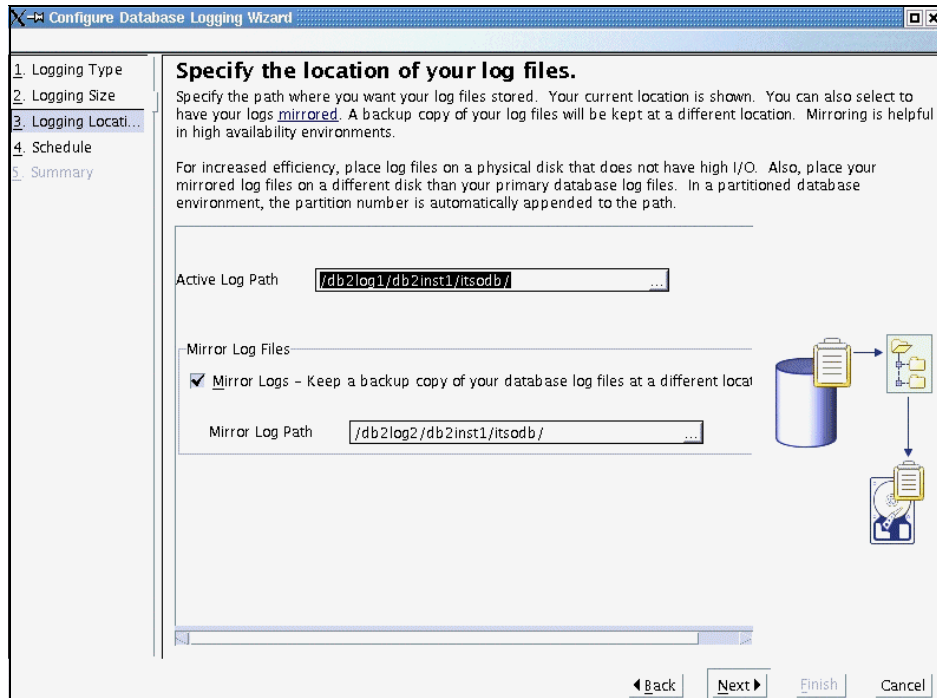 Configure Database Logging Wizard
1. Logging Type
2. Logging Size
3. Logging Locati...
4. Schedule
5. Summary
Specify the location of your log files.
Specify the path where you want your log files stored. Your current location is shown. You can also select to
have your logs mirrored. A backup copy of your log files will be kept at a different location. Mirroring is helpful
in high availability environments.
For increased efficiency, place log files on a physical disk that does not have high I/O. Also, place your
mirrored log files on a different disk than your primary database log files. In a partitioned database
environment, the partition number is automatically appended to the path.
Active Log Path
/db2log1/db2inst1/itsodb/
...
Mirror Log Files
Mirror Logs - Keep a backup copy of your database log files at a different locat
Mirror Log Path
/db2log2/db2inst1/itsodb/
...
Back
Next
Finish
Cancel